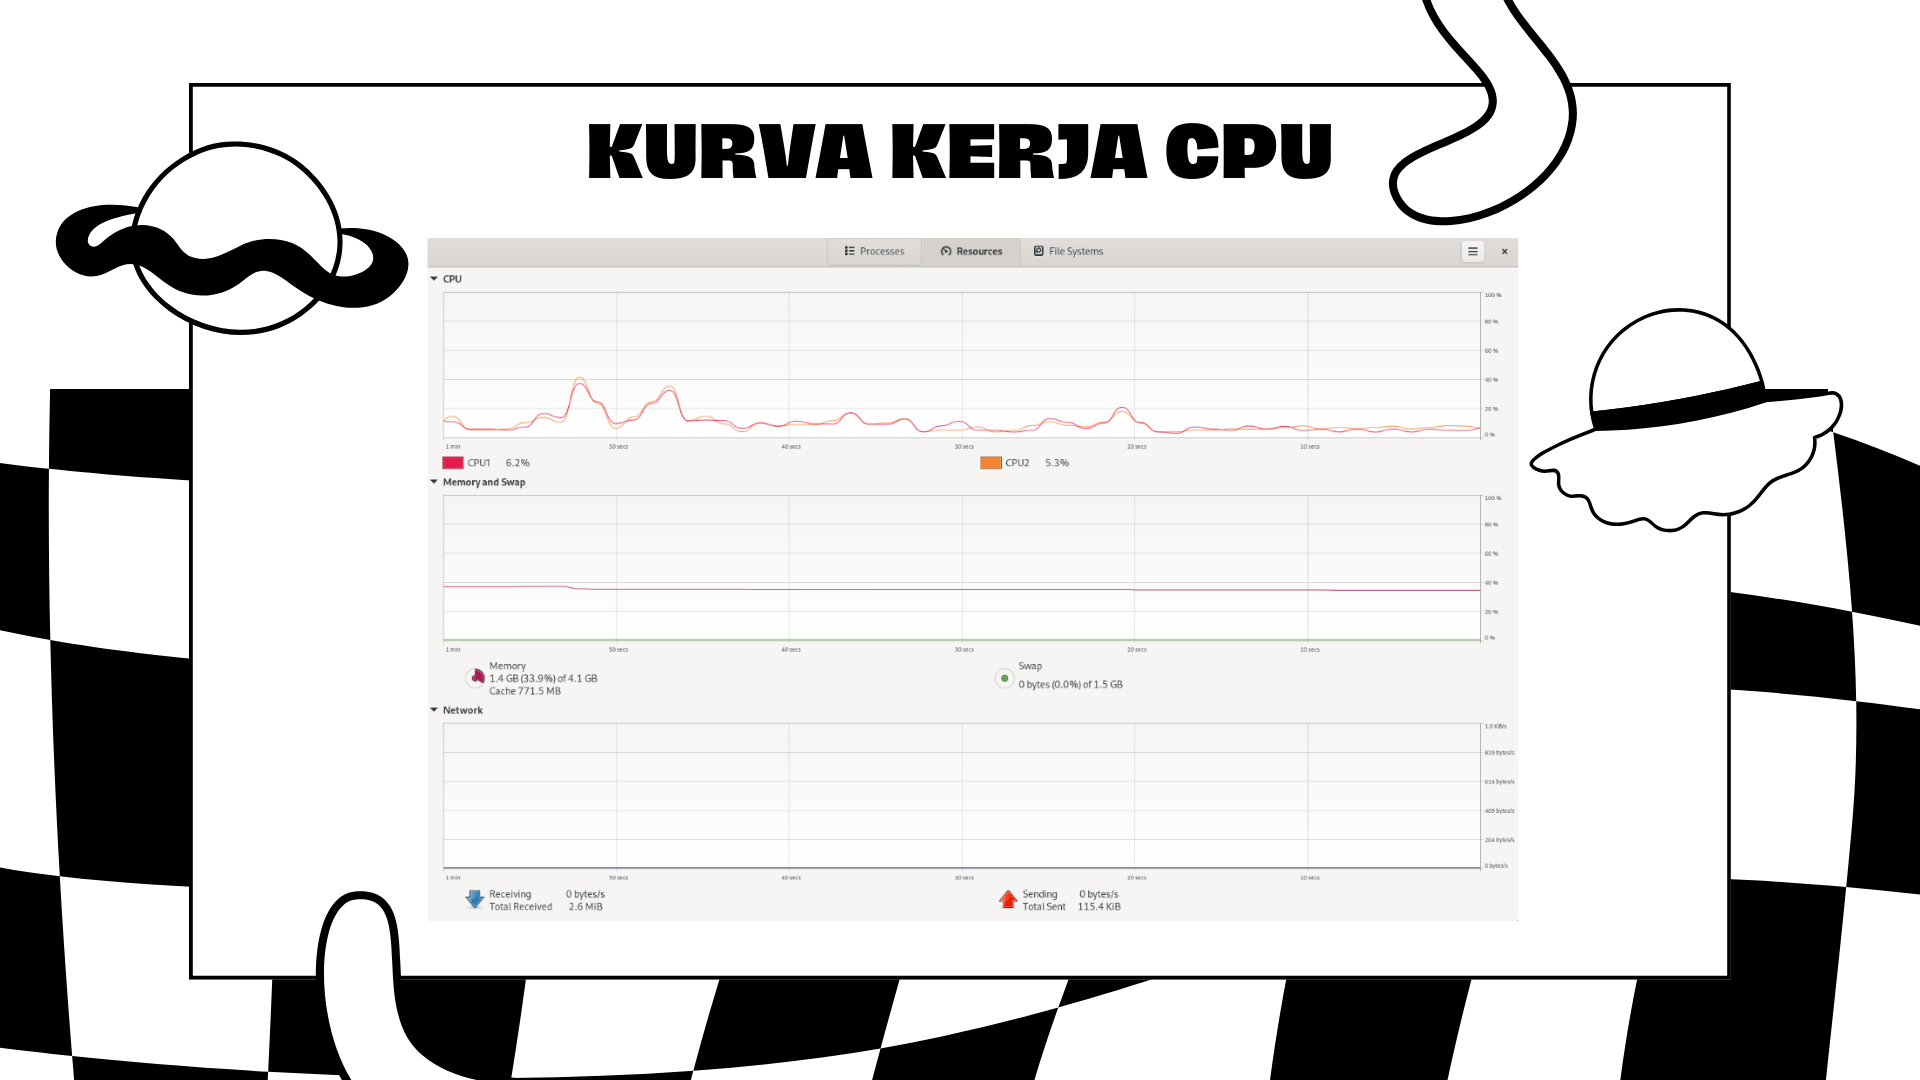 KURVA KERJA CPU
Processes Resources File Systems
CPU
100 %
80 %
60 %
40 %
20 %
0 %
1 min 50 secs 40 secs 30 secs 20 secs 10 secs
CPU1 6.2% CPU2 5.3%
Memory and Swap
100 %
80 %
60 %
40 %
20 %
0 %
1 min 50 secs 40 secs 30 secs 20 secs 10 secs
Memory
1.4 GB (33.9%) of 4.1 GB
Cache 771.5 MB
Swap
0 bytes (0.0%) of 1.5 GB
Network
1.0 KiB/s
819 bytes/s
614 bytes/s
409 bytes/s
204 bytes/s
0 bytes/s
1 min 50 secs 40 secs 30 secs 20 secs 10 secs
Receiving 0 bytes/s
Total Received 2.6 MiB
Sending 0 bytes/s
Total Sent 115.4 KiB